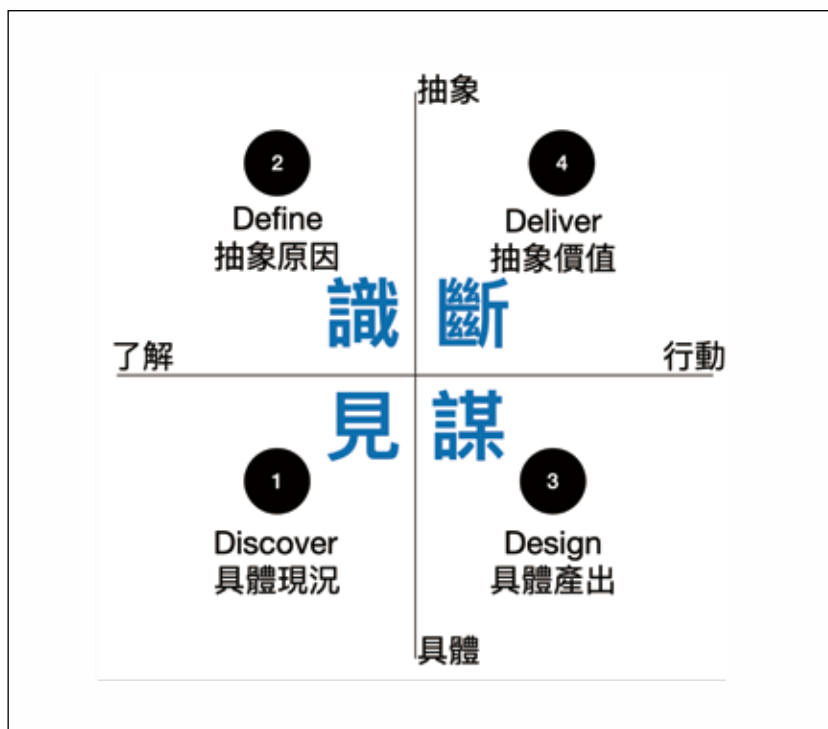 抽象
2
Define
抽象原因
4
Deliver
抽象價值
識
斷
了解
行動
見
謀
1
Discover
具體現況
3
Design
具體產出
具體